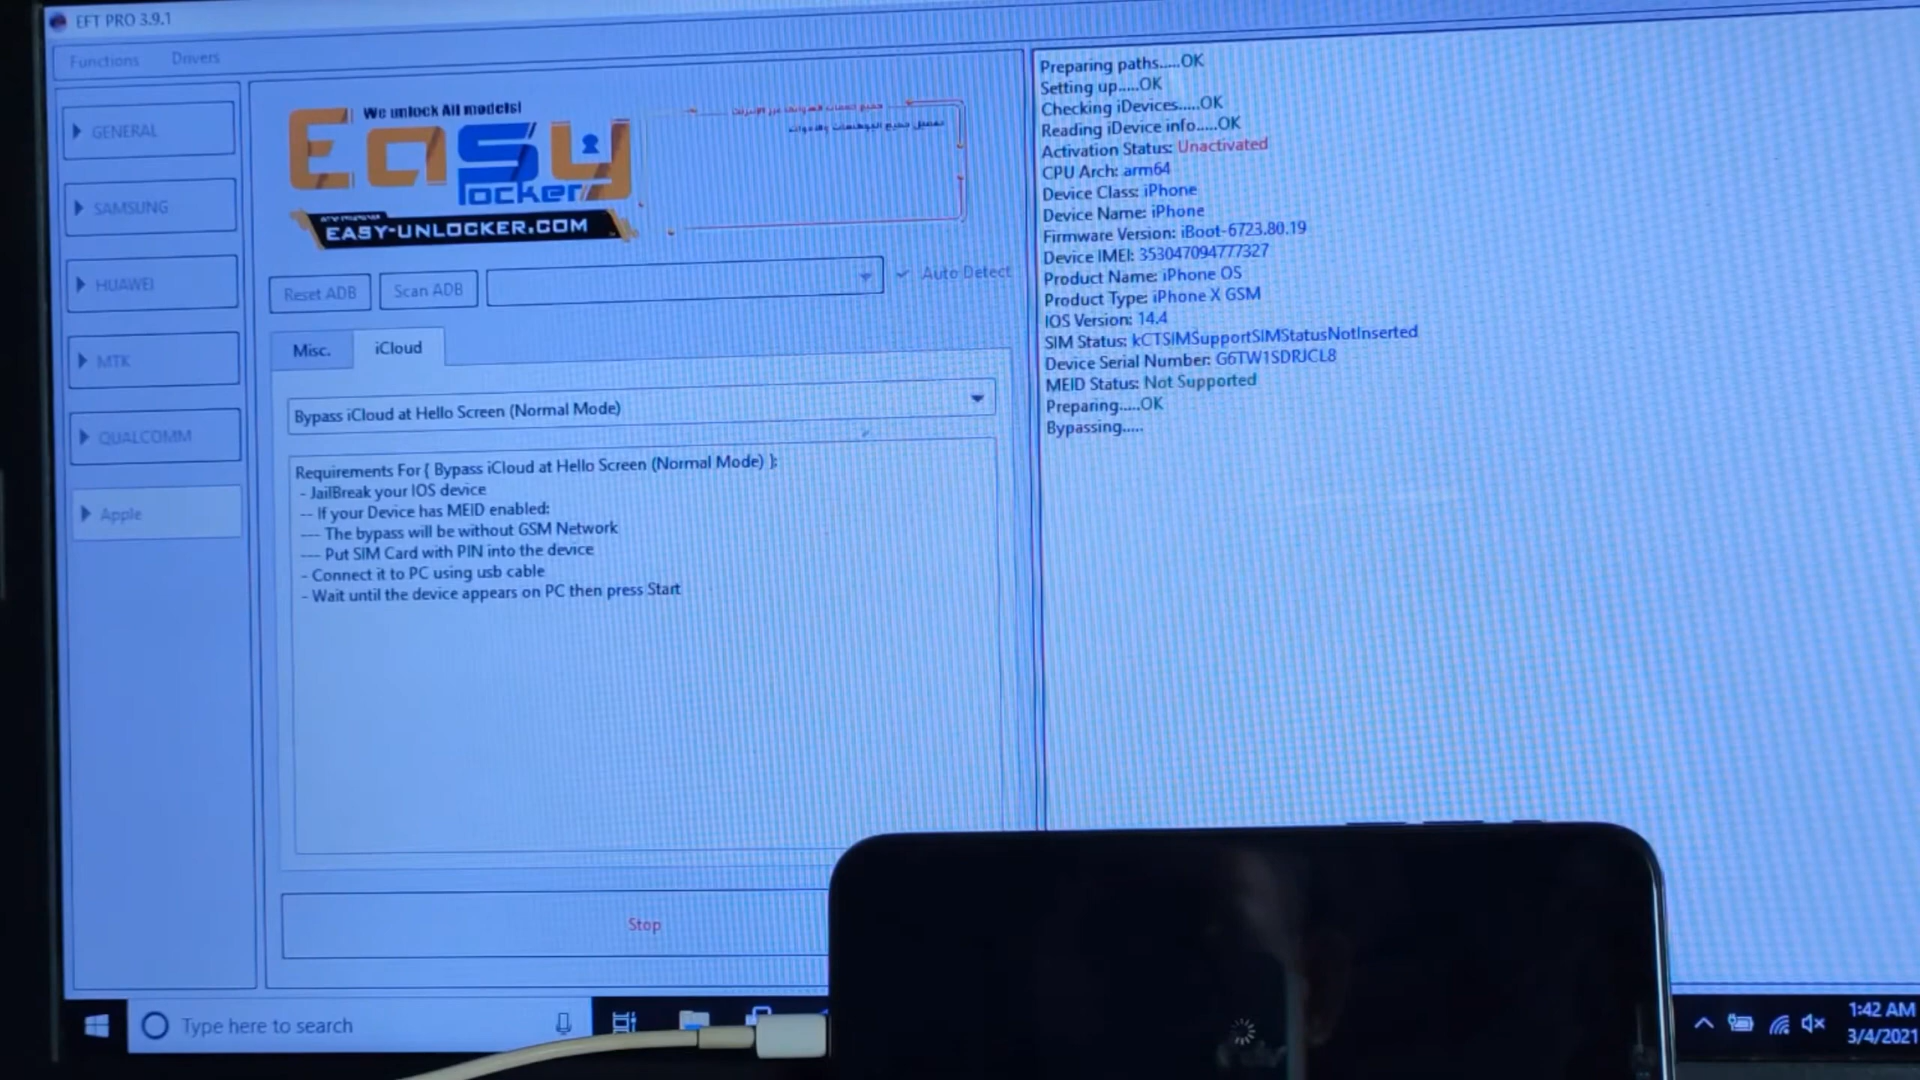 EFT PRO 3.9.1
Functions Drivers
GENERAL
SAMSUNG
HUAWEI
MTK
QUALCOMM
Apple
We unlock All models!
Easy
locker
EASY-UNLOCKER.COM
Reset ADB
Scan ADB
Auto Detect
Misc.
iCloud
Bypass iCloud at Hello Screen (Normal Mode)
Requirements For { Bypass iCloud at Hello Screen (Normal Mode) }:
- JailBreak your IOS device
-- If your Device has MEID enabled:
--- The bypass will be without GSM Network
--- Put SIM Card with PIN into the device
- Connect it to PC using usb cable
- Wait until the device appears on PC then press Start
Stop
Preparing paths.....OK
Setting up.....OK
Checking iDevices.....OK
Reading iDevice info.....OK
Activation Status: Unactivated
CPU Arch: arm64
Device Class: iPhone
Device Name: iPhone
Firmware Version: iBoot-6723.80.19
Device IMEI: 353047094777327
Product Name: iPhone OS
Product Type: iPhone X GSM
IOS Version: 14.4
SIM Status: kCTSIMSupportSIMStatusNotInserted
Device Serial Number: G6TW1SDRJCL8
MEID Status: Not Supported
Preparing.....OK
Bypassing.....
Type here to search
1:42 AM
3/4/2021